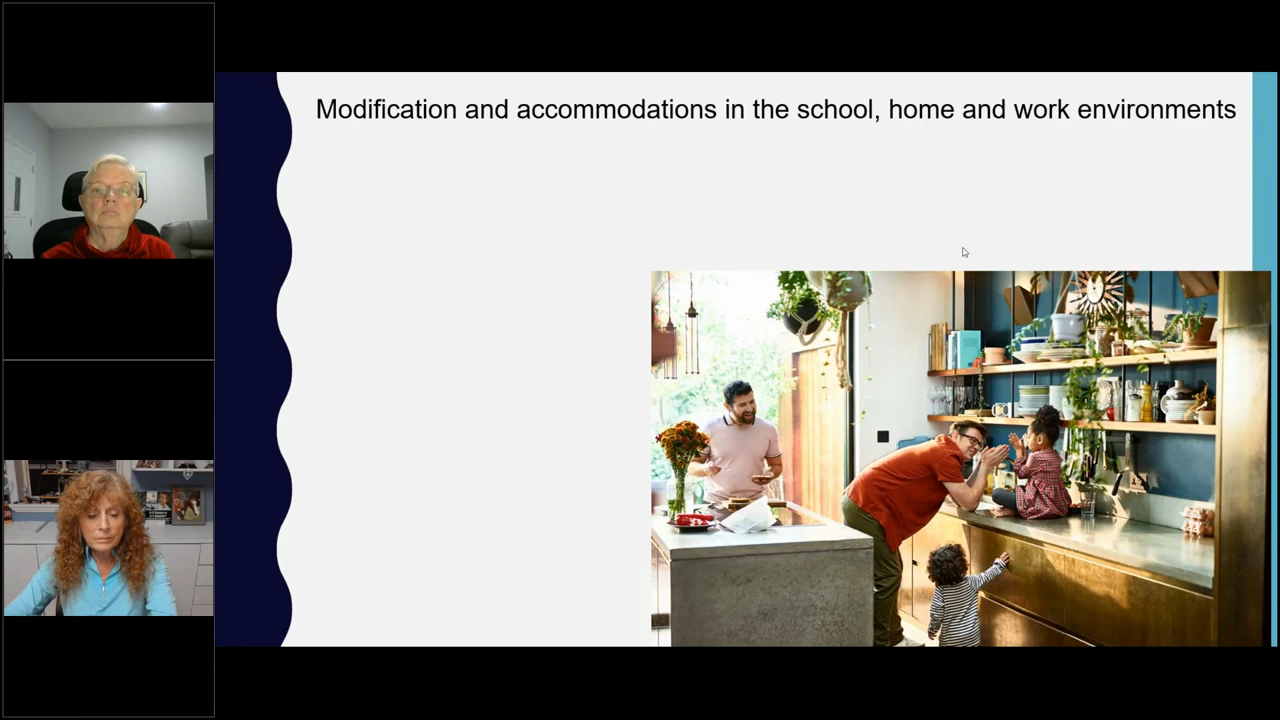 Modification and accommodations in the school, home and work environments